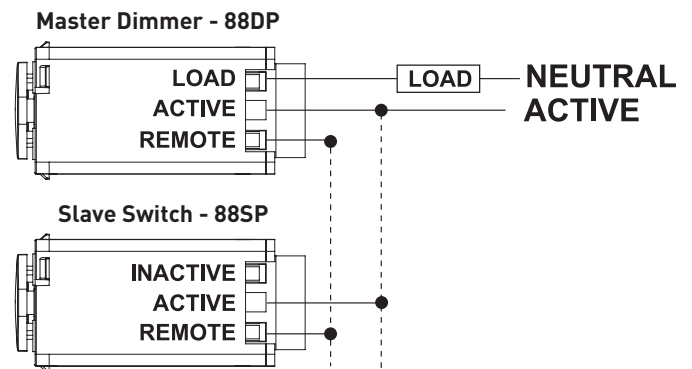 Master Dimmer - 88DP
LOAD
LOAD
NEUTRAL
ACTIVE
ACTIVE
REMOTE
Slave Switch - 88SP
INACTIVE
ACTIVE
REMOTE